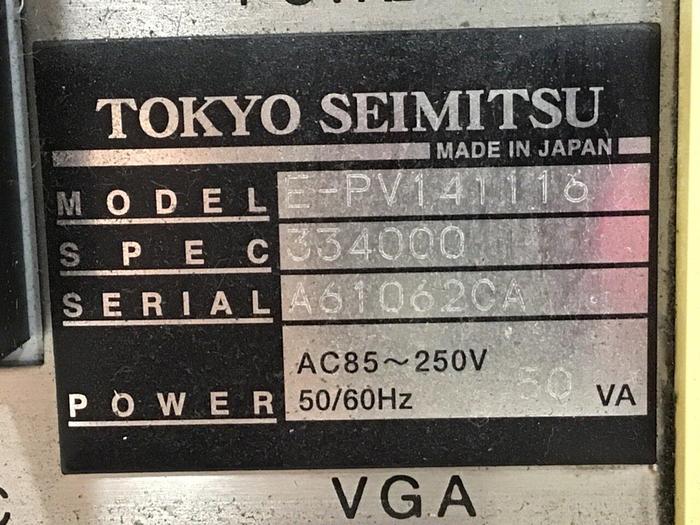 TOKYO SEIMITSU
MADE IN JAPAN
MODEL E-PV141116
SPEC 334000
SERIAL A61062CA
AC85～250V
POWER 50/60Hz 50 VA
VGA